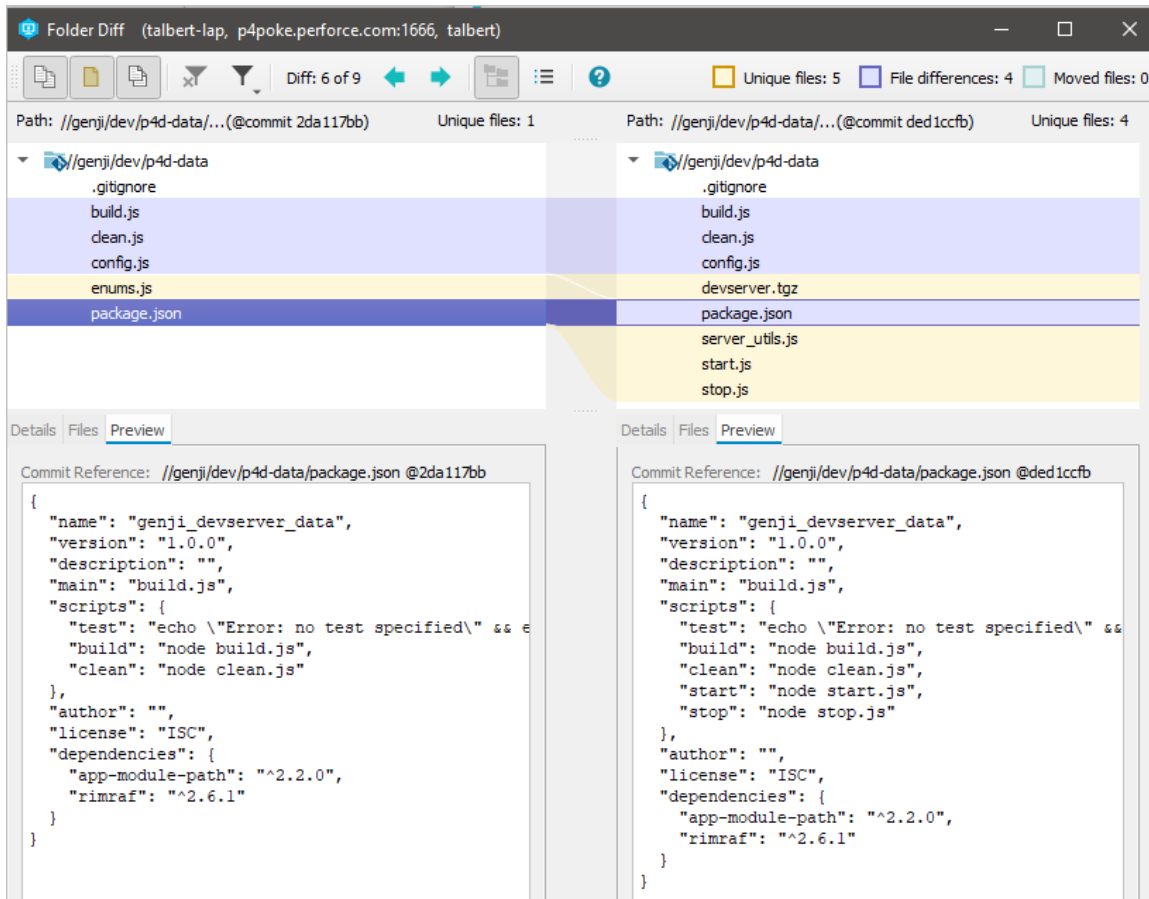 Folder Diff (talbert-lap, p4poke.perforce.com:1666, talbert)
Diff: 6 of 9
Unique files: 5
File differences: 4
Moved files: 0
Path: //genji/dev/p4d-data/...(@commit 2da117bb)
Unique files: 1
//genji/dev/p4d-data
.gitignore
build.js
clean.js
config.js
enums.js
package.json
Path: //genji/dev/p4d-data/...(@commit ded1ccfb)
Unique files: 4
//genji/dev/p4d-data
.gitignore
build.js
clean.js
config.js
devserver.tgz
package.json
server_utils.js
start.js
stop.js
Details Files Preview
Commit Reference: //genji/dev/p4d-data/package.json @2da117bb
{
"name": "genji_devserver_data",
"version": "1.0.0",
"description": "",
"main": "build.js",
"scripts": {
"test": "echo \"Error: no test specified\" && e
"build": "node build.js",
"clean": "node clean.js"
},
"author": "",
"license": "ISC",
"dependencies": {
"app-module-path": "^2.2.0",
"rimraf": "^2.6.1"
}
}
Details Files Preview
Commit Reference: //genji/dev/p4d-data/package.json @ded1ccfb
{
"name": "genji_devserver_data",
"version": "1.0.0",
"description": "",
"main": "build.js",
"scripts": {
"test": "echo \"Error: no test specified\" &&
"build": "node build.js",
"clean": "node clean.js",
"start": "node start.js",
"stop": "node stop.js"
},
"author": "",
"license": "ISC",
"dependencies": {
"app-module-path": "^2.2.0",
"rimraf": "^2.6.1"
}
}